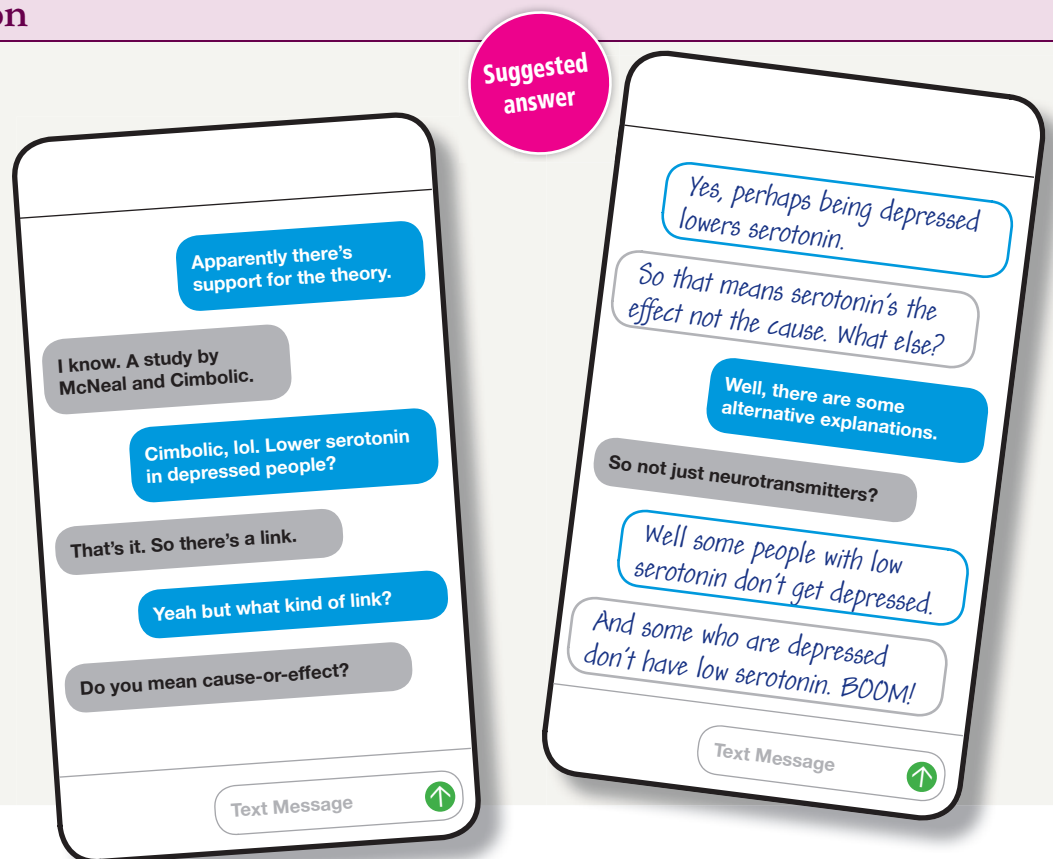 on
Suggested
answer
Apparently there's
support for the theory.
I know. A study by
McNeal and Cimbolic.
Cimbolic, lol. Lower serotonin
in depressed people?
That's it. So there's a link.
Yeah but what kind of link?
Do you mean cause-or-effect?
Text Message
Yes, perhaps being depressed
lowers serotonin.
So that means serotonin's the
effect not the cause. What else?
Well, there are some
alternative explanations.
So not just neurotransmitters?
Well some people with low
serotonin don't get depressed.
And some who are depressed
don't have low serotonin. BOOM!
Text Message